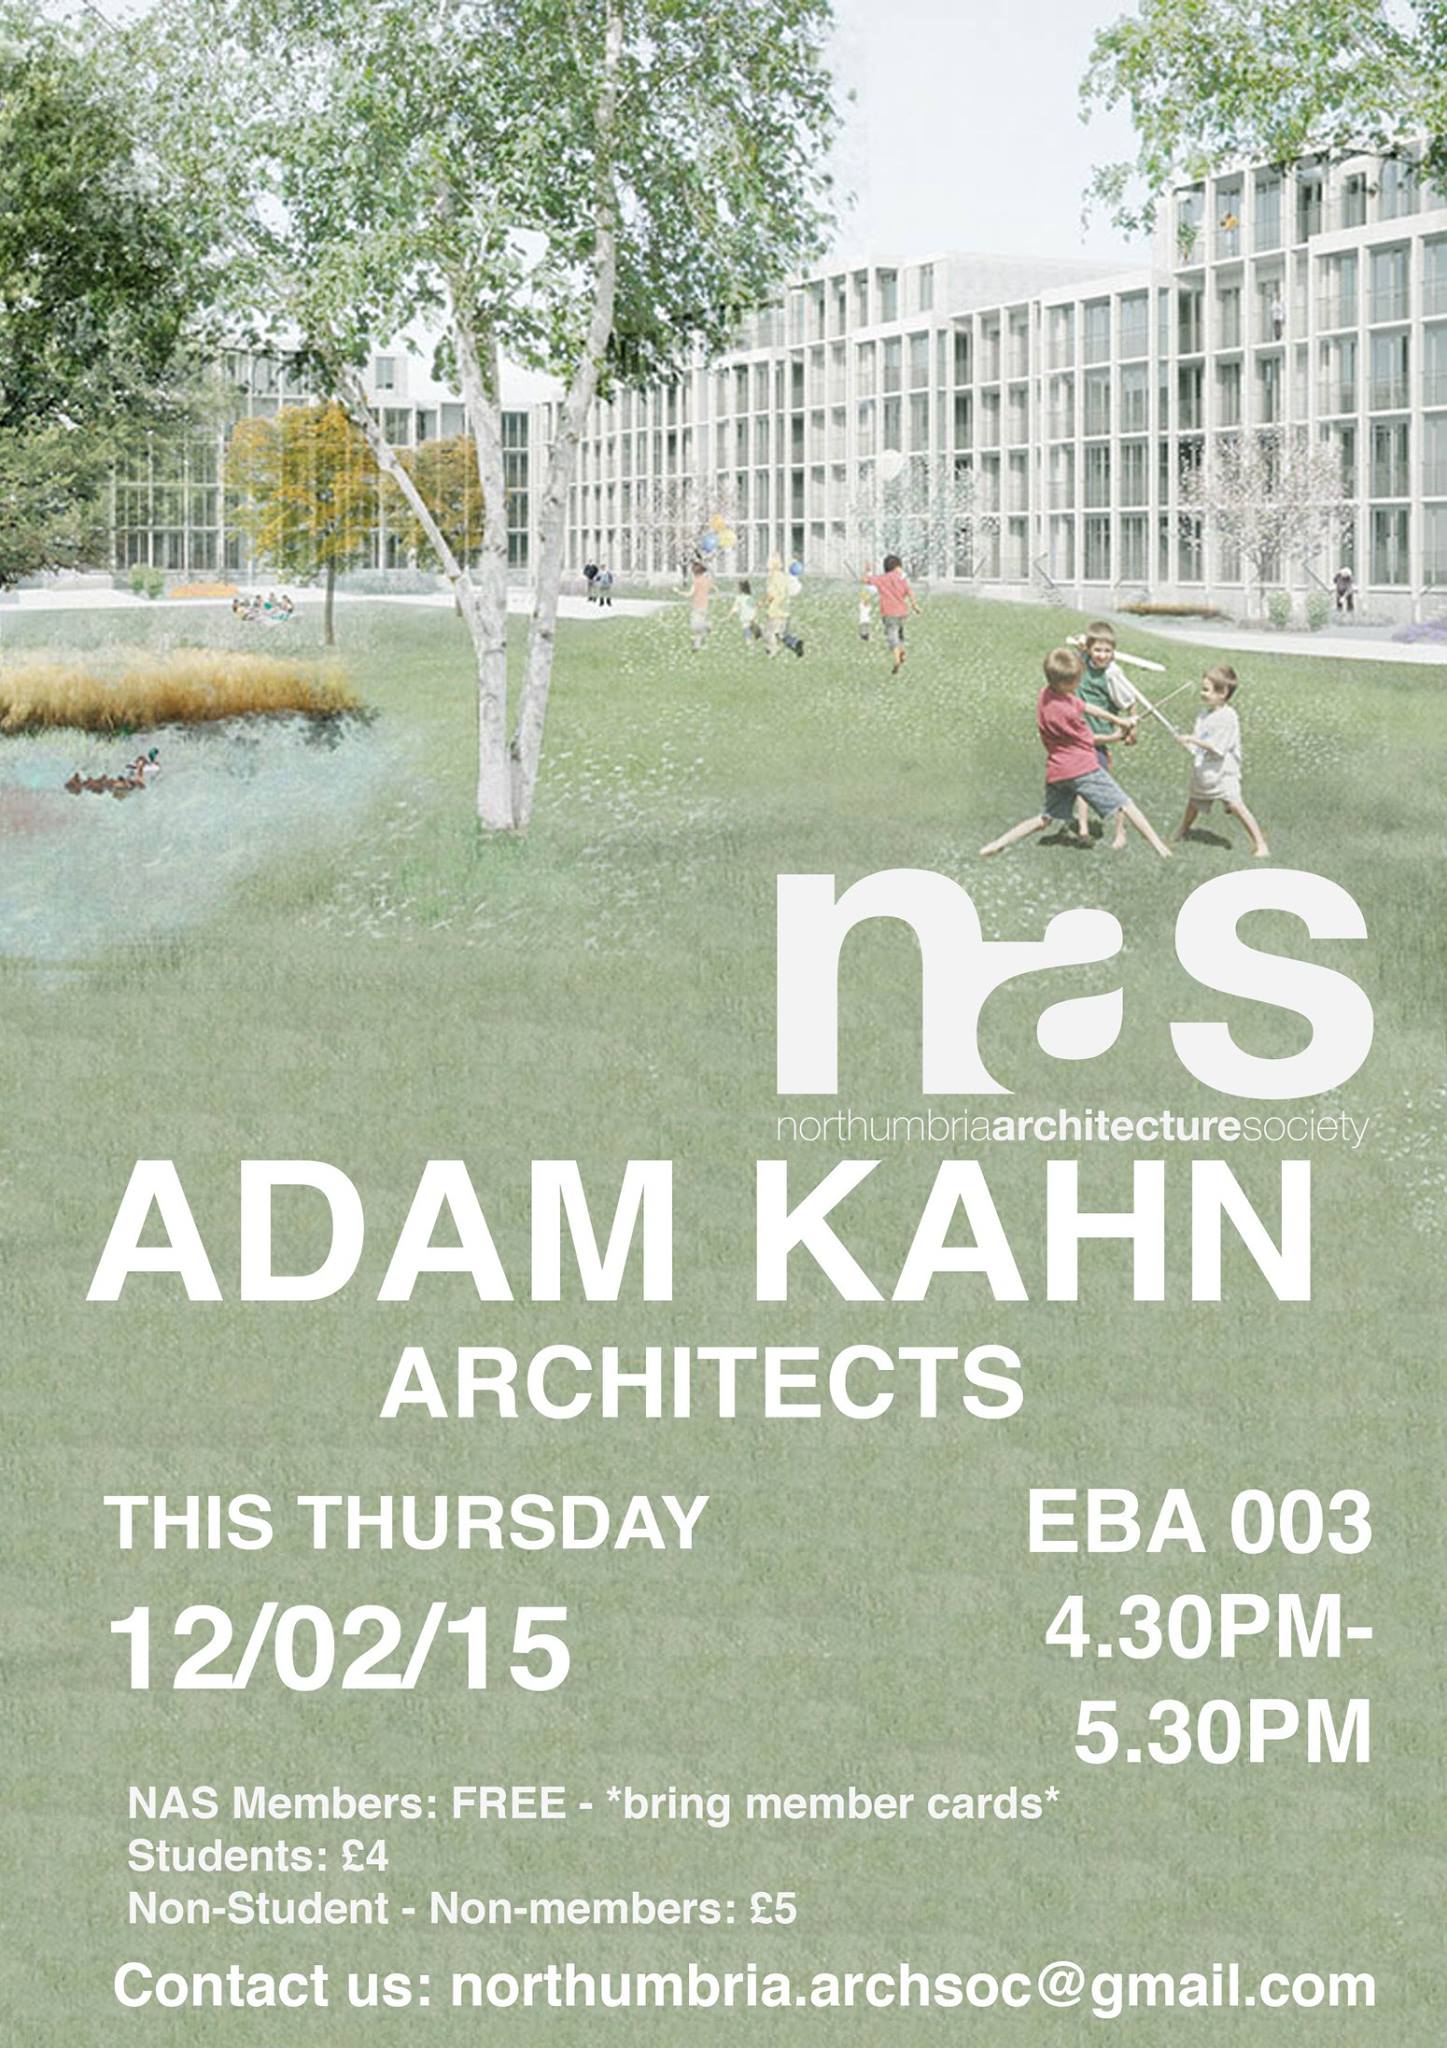 nas
northumbriaarchitecturesociety
ADAM KAHN
ARCHITECTS
THIS THURSDAY
12/02/15
EBA 003
4.30PM-
5.30PM
NAS Members: FREE - *bring member cards*
Students: £4
Non-Student - Non-members: £5
Contact us: northumbria.archsoc@gmail.com